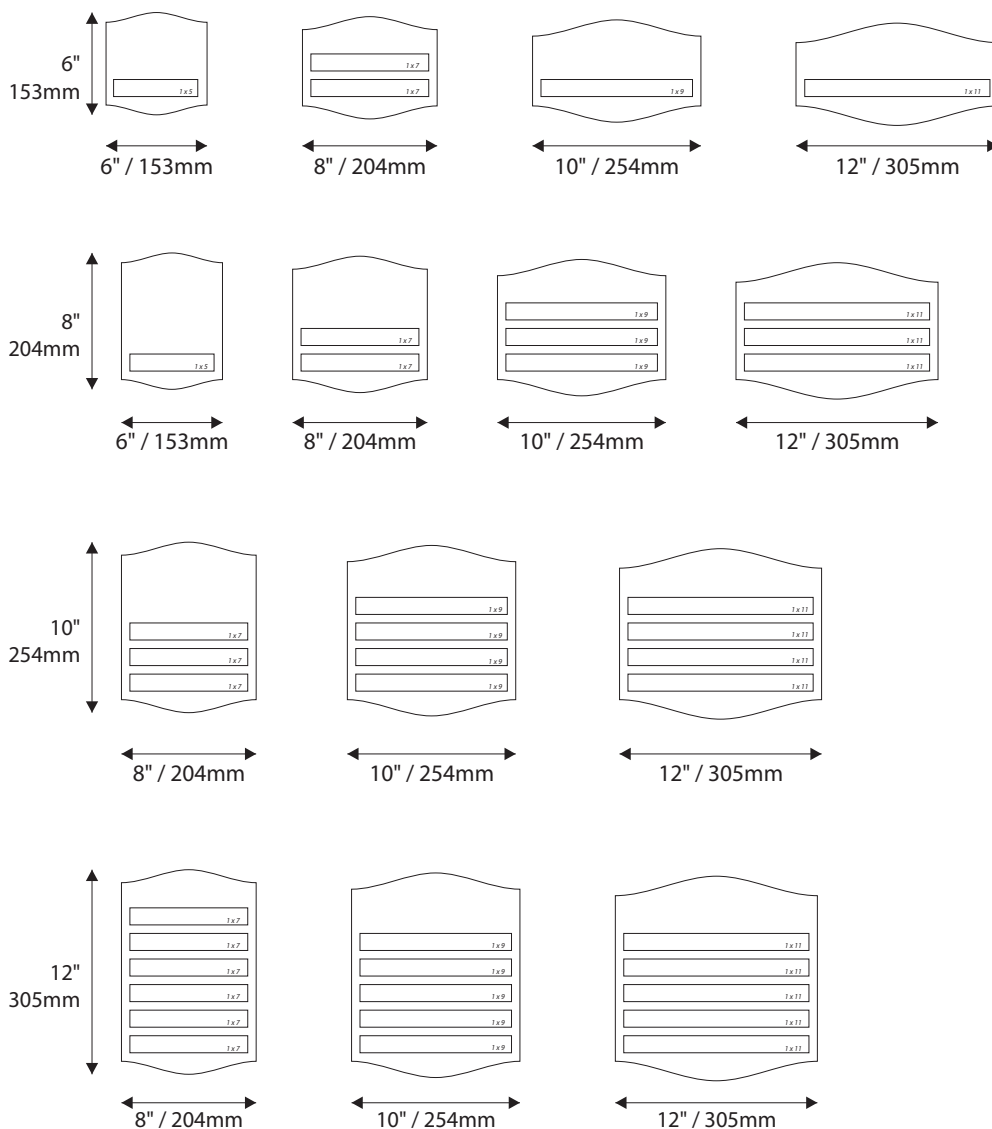 6"
153mm
1 x 5
1 x 7
1 x 7
1 x 9
1 x 11
6" / 153mm
8" / 204mm
10" / 254mm
12" / 305mm
8"
204mm
1 x 5
1 x 7
1 x 7
1 x 9
1 x 9
1 x 9
1 x 11
1 x 11
1 x 11
6" / 153mm
8" / 204mm
10" / 254mm
12" / 305mm
10"
254mm
1 x 7
1 x 7
1 x 7
1 x 9
1 x 9
1 x 9
1 x 9
1 x 11
1 x 11
1 x 11
1 x 11
8" / 204mm
10" / 254mm
12" / 305mm
12"
305mm
1 x 7
1 x 7
1 x 7
1 x 7
1 x 7
1 x 7
1 x 9
1 x 9
1 x 9
1 x 9
1 x 9
1 x 11
1 x 11
1 x 11
1 x 11
1 x 11
8" / 204mm
10" / 254mm
12" / 305mm